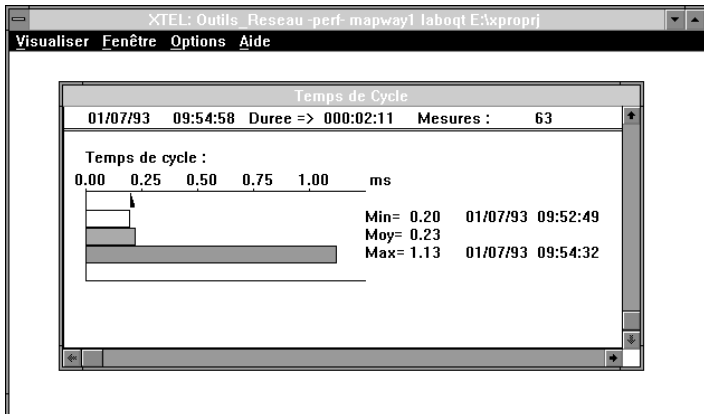 XTEL: Outils_Reseau -perf- mapway1 laboqt E:\xproprj
Visualiser Fenêtre Options Aide
Temps de Cycle
01/07/93 09:54:58 Duree => 000:02:11 Mesures : 63
Temps de cycle :
0.00 0.25 0.50 0.75 1.00 ms
Min= 0.20 01/07/93 09:52:49
Moy= 0.23
Max= 1.13 01/07/93 09:54:32